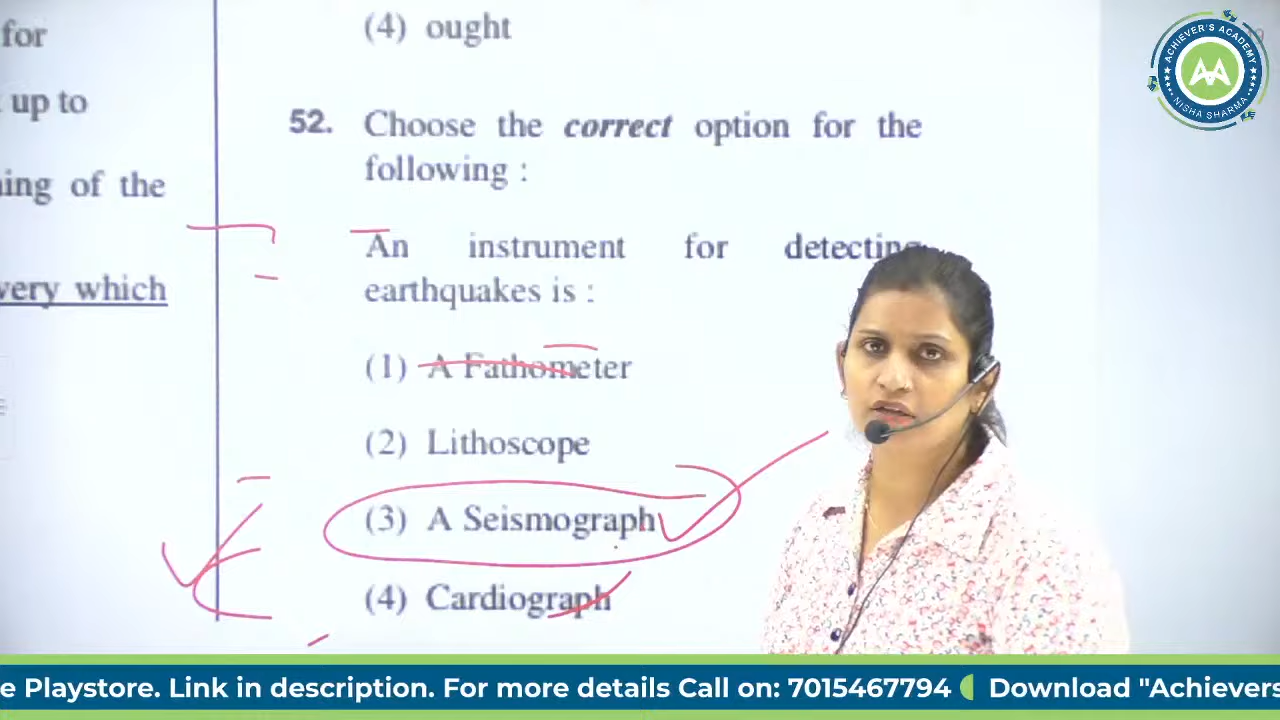 for
up to
ing of the
very which
(4) ought
52. Choose the correct option for the
following :
An instrument for detecting
earthquakes is :
(1) A Fathometer
(2) Lithoscope
(3) A Seismograph
(4) Cardiograph
ACHIEVER'S ACADEMY
AA
NISHA SHARMA
e Playstore. Link in description. For more details Call on: 7015467794 Download "Achievers